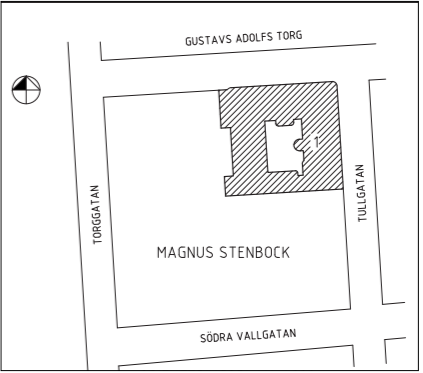 GUSTAVS ADOLFS TORG
1
TORGGATAN
TULLGATAN
MAGNUS STENBOCK
SÖDRA VALLGATAN